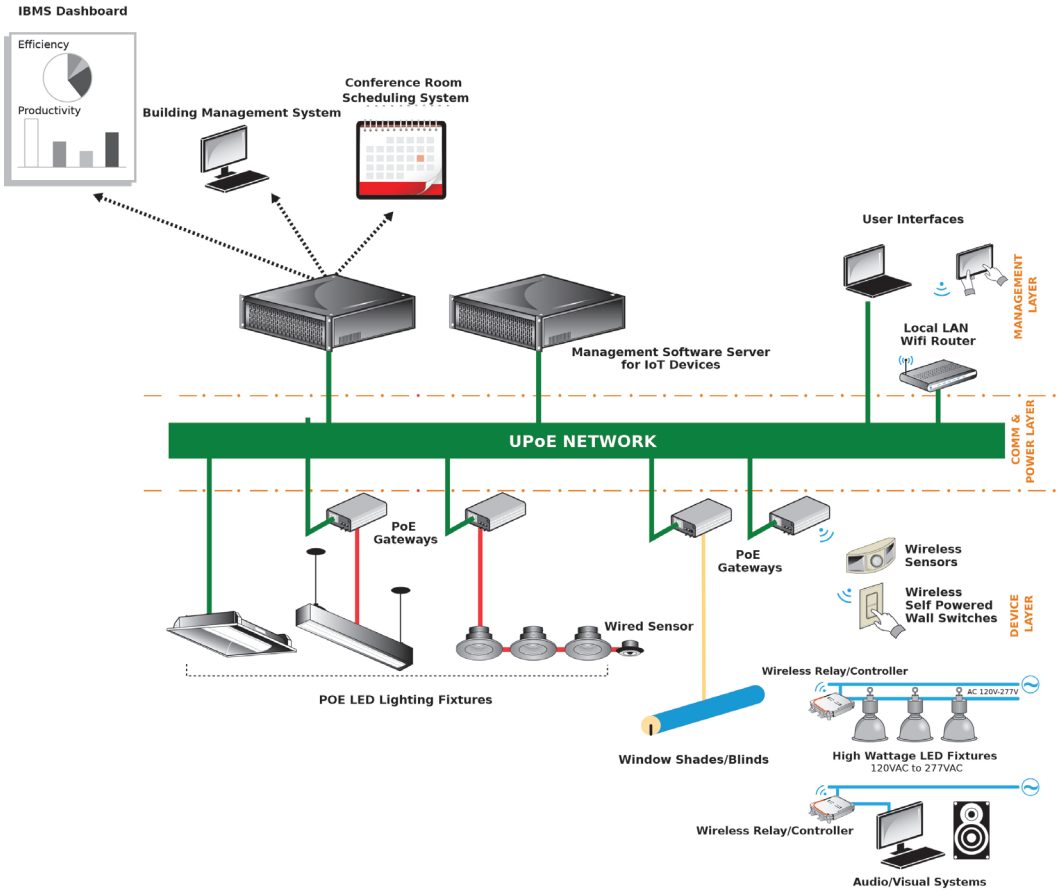 IBMS Dashboard
Efficiency
Productivity
Building Management System
Conference Room
Scheduling System
User Interfaces
MANAGEMENT
LAYER
Local LAN
Wifi Router
Management Software Server
for IoT Devices
UPoE NETWORK
COMM &
POWER LAYER
PoE
Gateways
PoE
Gateways
Wireless
Sensors
Wireless
Self Powered
Wall Switches
DEVICE
LAYER
Wired Sensor
POE LED Lighting Fixtures
Wireless Relay/Controller
AC 120V-277V
Window Shades/Blinds
High Wattage LED Fixtures
120VAC to 277VAC
Wireless Relay/Controller
Audio/Visual Systems